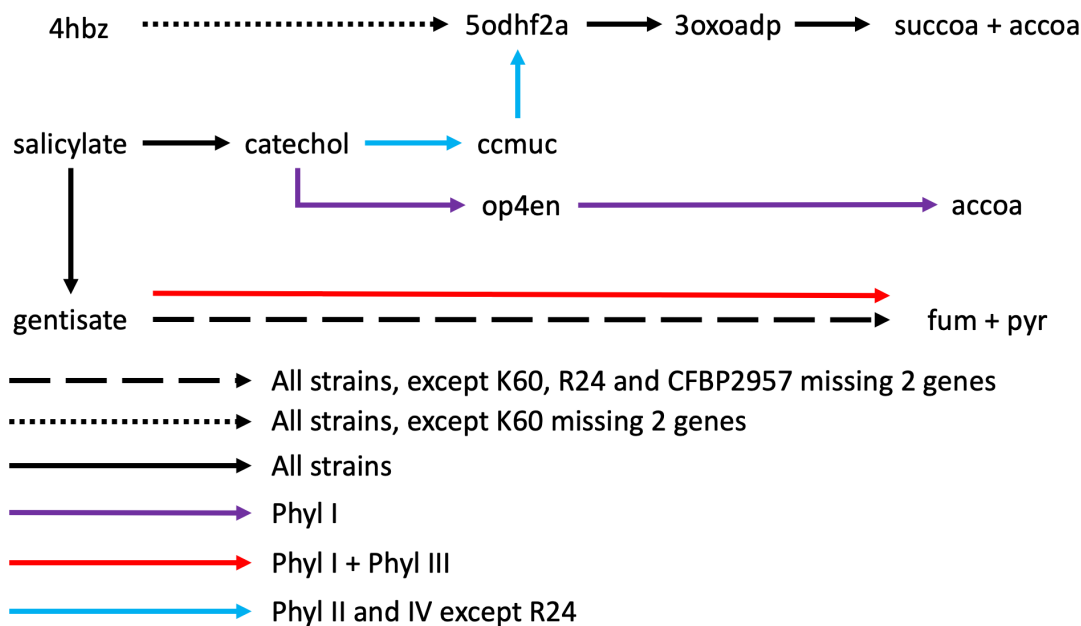 4hbz 5odhf2a 3oxoadp succoa + accoa
salicylate catechol ccmuc
op4en accoa
gentisate fum + pyr
All strains, except K60, R24 and CFBP2957 missing 2 genes
All strains, except K60 missing 2 genes
All strains
Phyl I
Phyl I + Phyl III
Phyl II and IV except R24